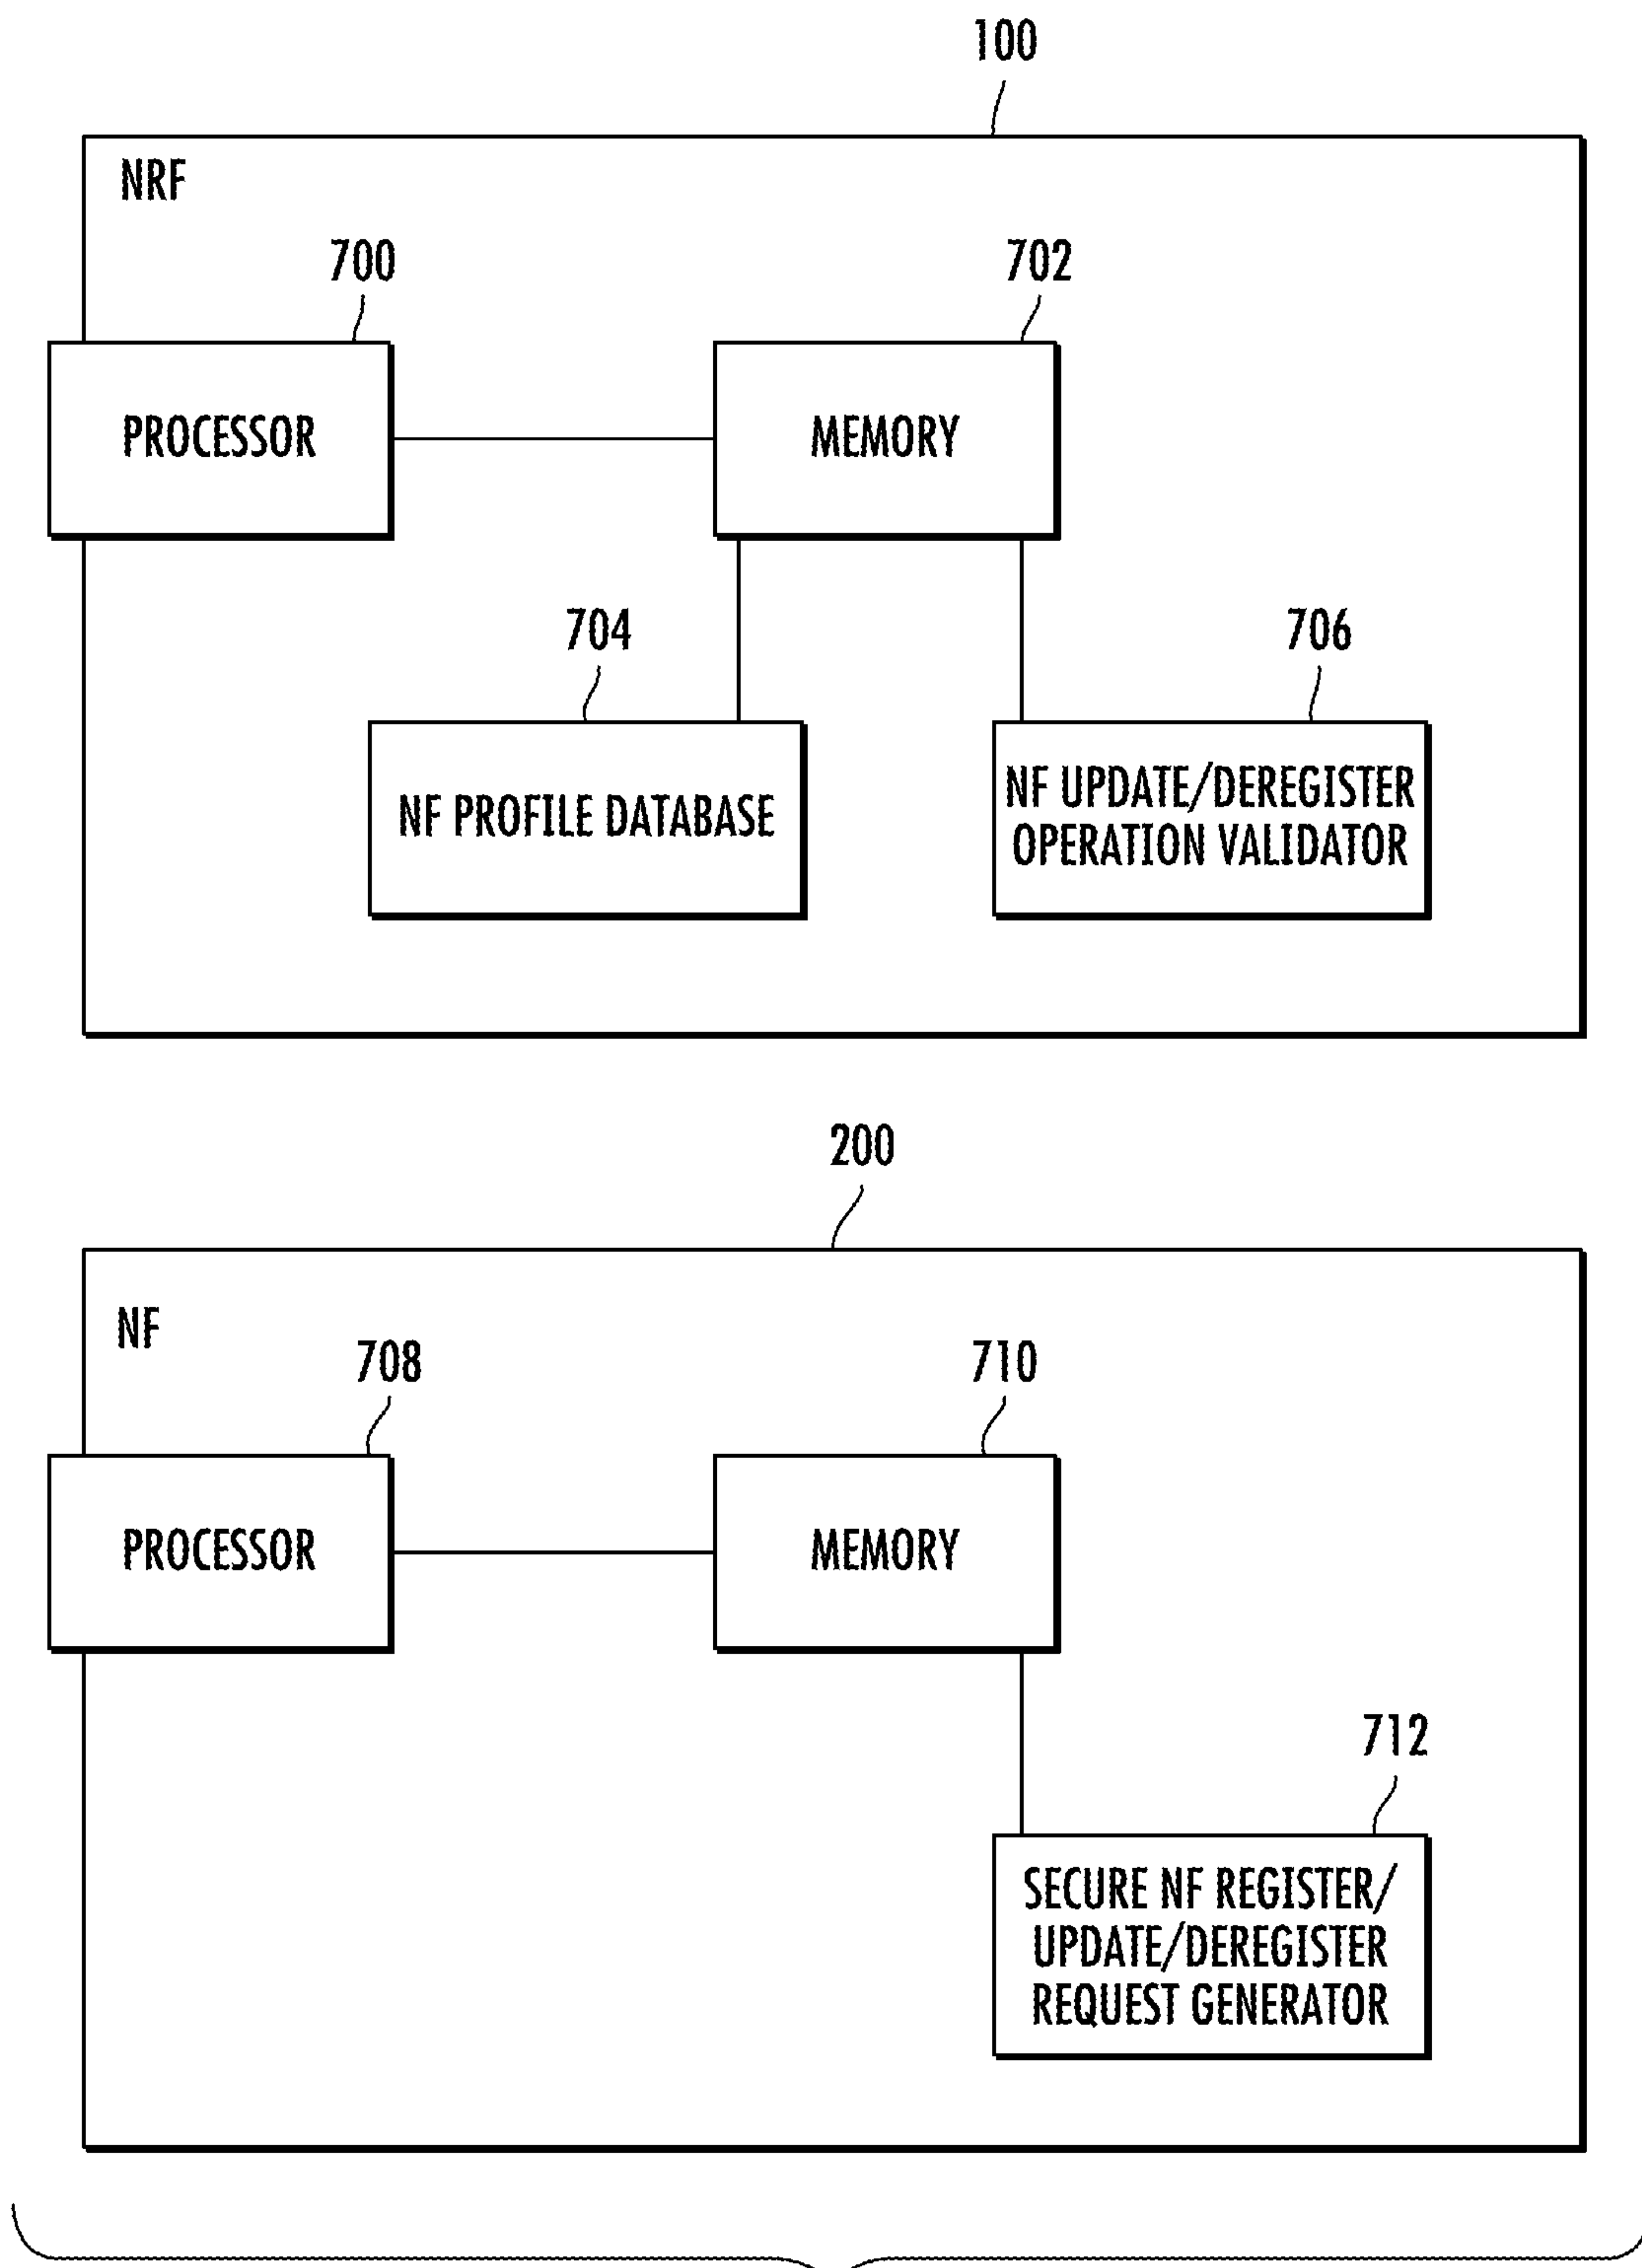 100
NRF
700
702
PROCESSOR
MEMORY
704
706
NF PROFILE DATABASE
NF UPDATE/DEREGISTER
OPERATION VALIDATOR
200
NF
708
710
PROCESSOR
MEMORY
712
SECURE NF REGISTER/
UPDATE/DEREGISTER
REQUEST GENERATOR